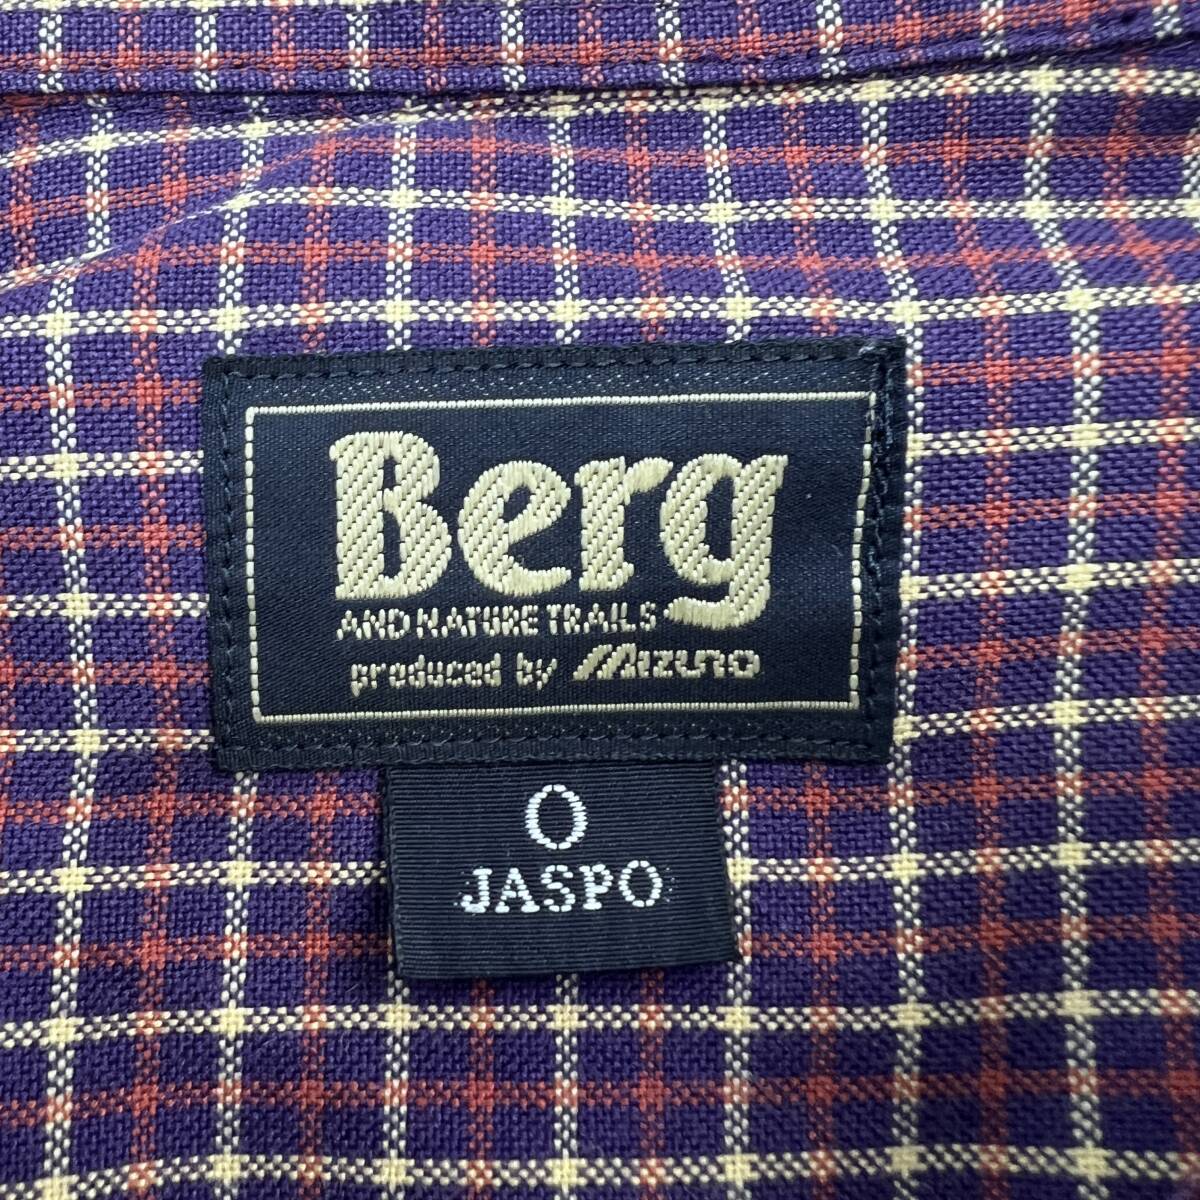 Berg
AND NATURE TRAILS
produced by Mizuno
O
JASPO